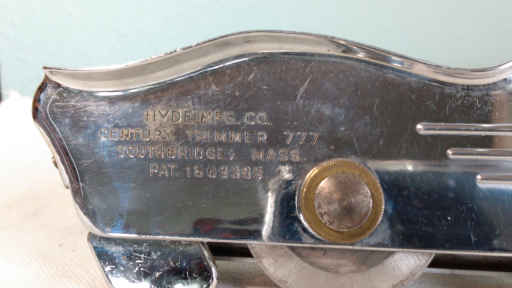 HYDE MFG. CO.
CENTURY TRIMMER 777
SOUTHBRIDGE, MASS.
PAT.